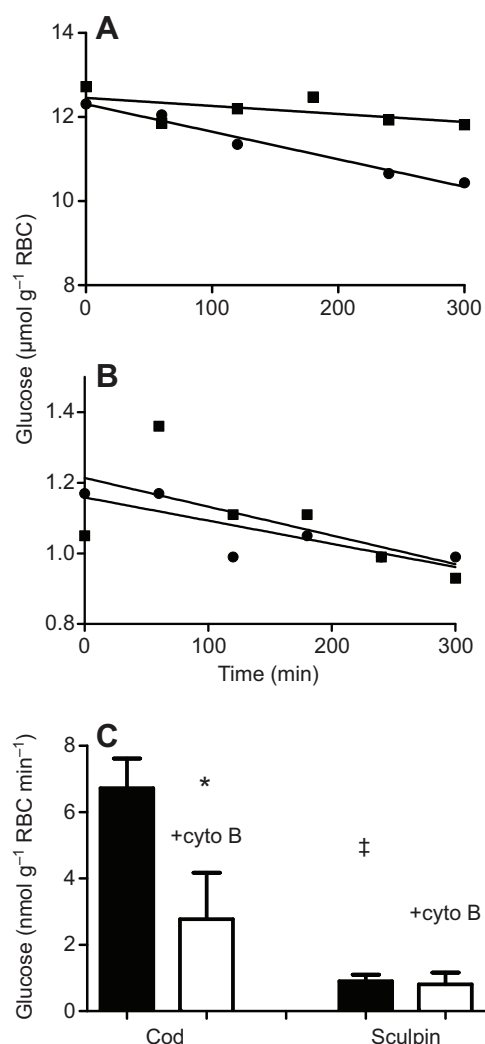 A
14
12
10
8
0
100
200
300
Glucose (µmol g⁻¹ RBC)
B
1.4
1.2
1.0
0.8
0
100
200
300
Time (min)
C
8
6
4
2
0
Glucose (nmol g⁻¹ RBC min⁻¹)
*
+cyto B
‡
+cyto B
Cod
Sculpin